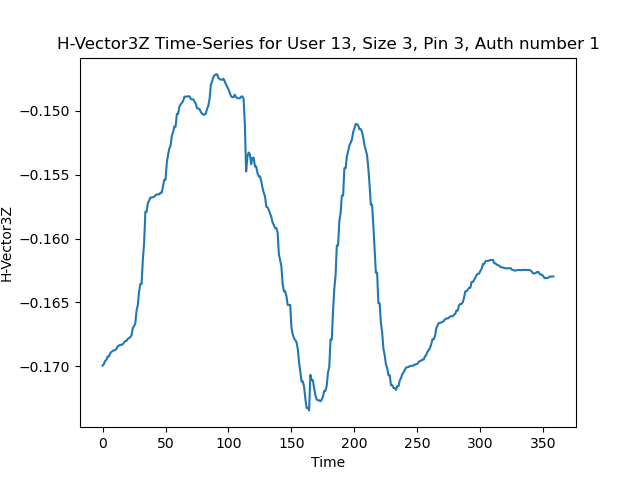 H-Vector3Z Time-Series for User 13, Size 3, Pin 3, Auth number 1
H-Vector3Z
−0.150
−0.155
−0.160
−0.165
−0.170
0 50 100 150 200 250 300 350
Time